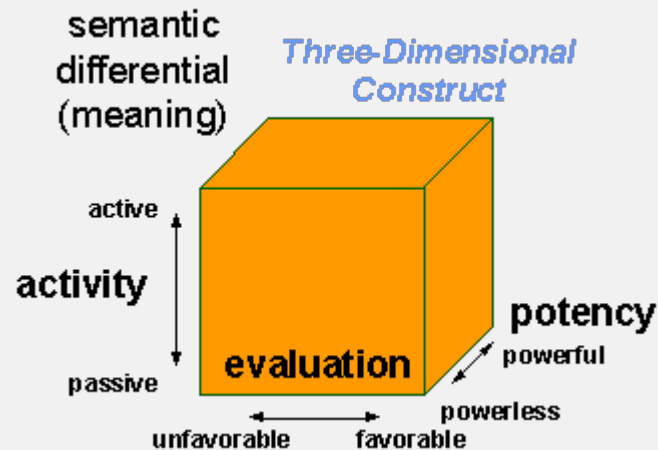 semantic
differential
(meaning)
Three-Dimensional
Construct
active
activity
passive
evaluation
unfavorable favorable
potency
powerful
powerless